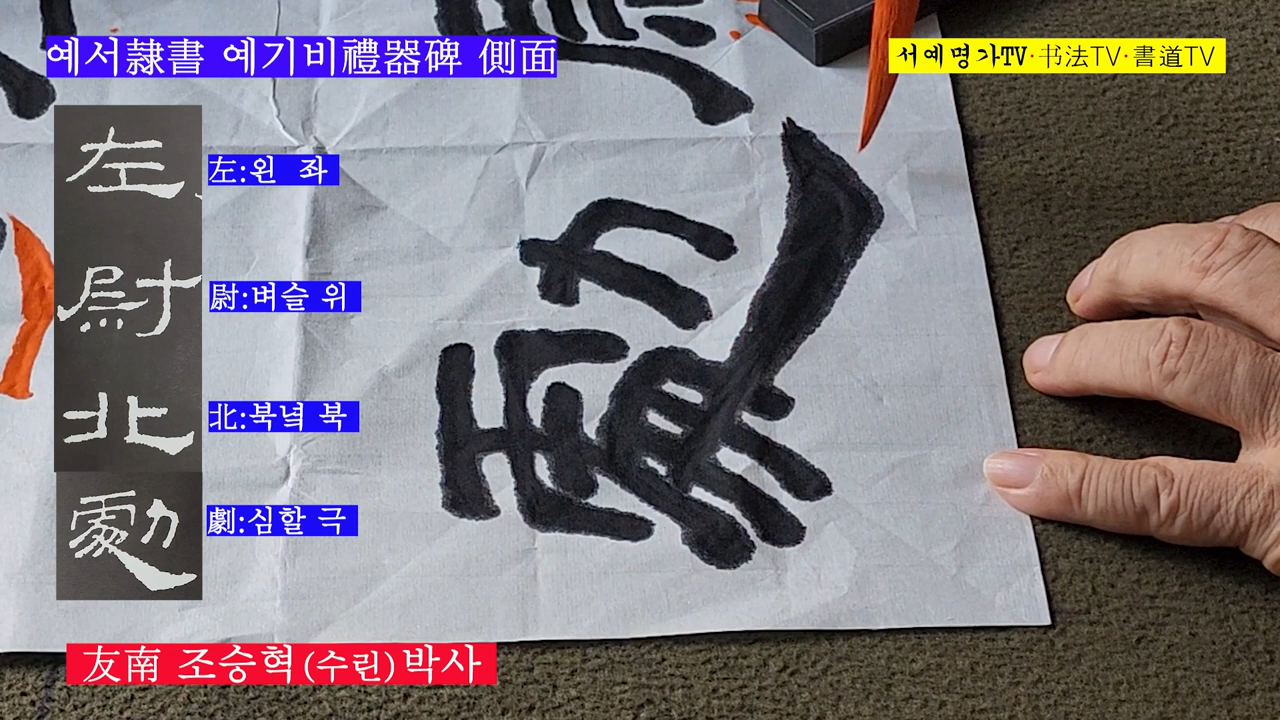 예서隷書 예기비禮器碑 側面
서예명가TV·书法TV·書道TV
左
左:왼 좌
尉
尉:벼슬 위
北
北:북녘 북
劇:심할 극
友南 조승혁(수린)박사